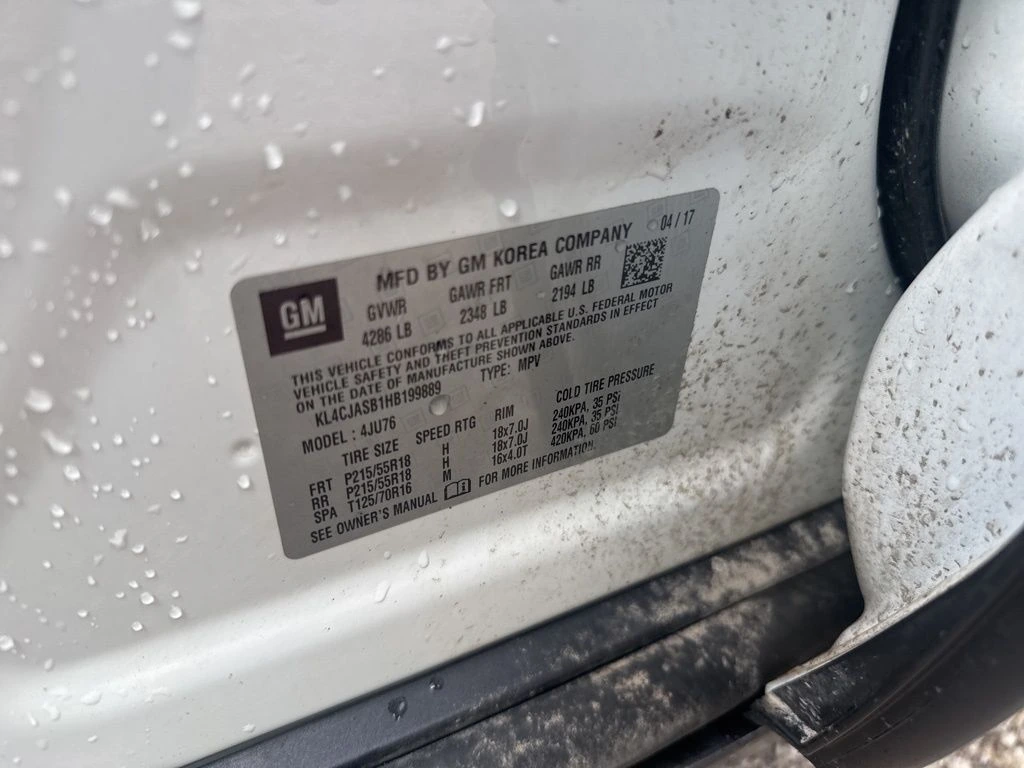 MFD BY GM KOREA COMPANY 04 / 17
GM
GVWR GAWR FRT GAWR RR
4286 LB 2348 LB 2194 LB
THIS VEHICLE CONFORMS TO ALL APPLICABLE U.S. FEDERAL MOTOR
VEHICLE SAFETY AND THEFT PREVENTION STANDARDS IN EFFECT
ON THE DATE OF MANUFACTURE SHOWN ABOVE.
KL4CJASB1HB199889 TYPE: MPV
MODEL : 4JU76
TIRE SIZE SPEED RTG RIM COLD TIRE PRESSURE
FRT P215/55R18 H 18x7.0J 240KPA, 35 PSI
RR P215/55R18 H 18x7.0J 240KPA, 35 PSI
SPA T125/70R16 M 16x4.0T 420KPA, 60 PSI
SEE OWNER'S MANUAL FOR MORE INFORMATION.